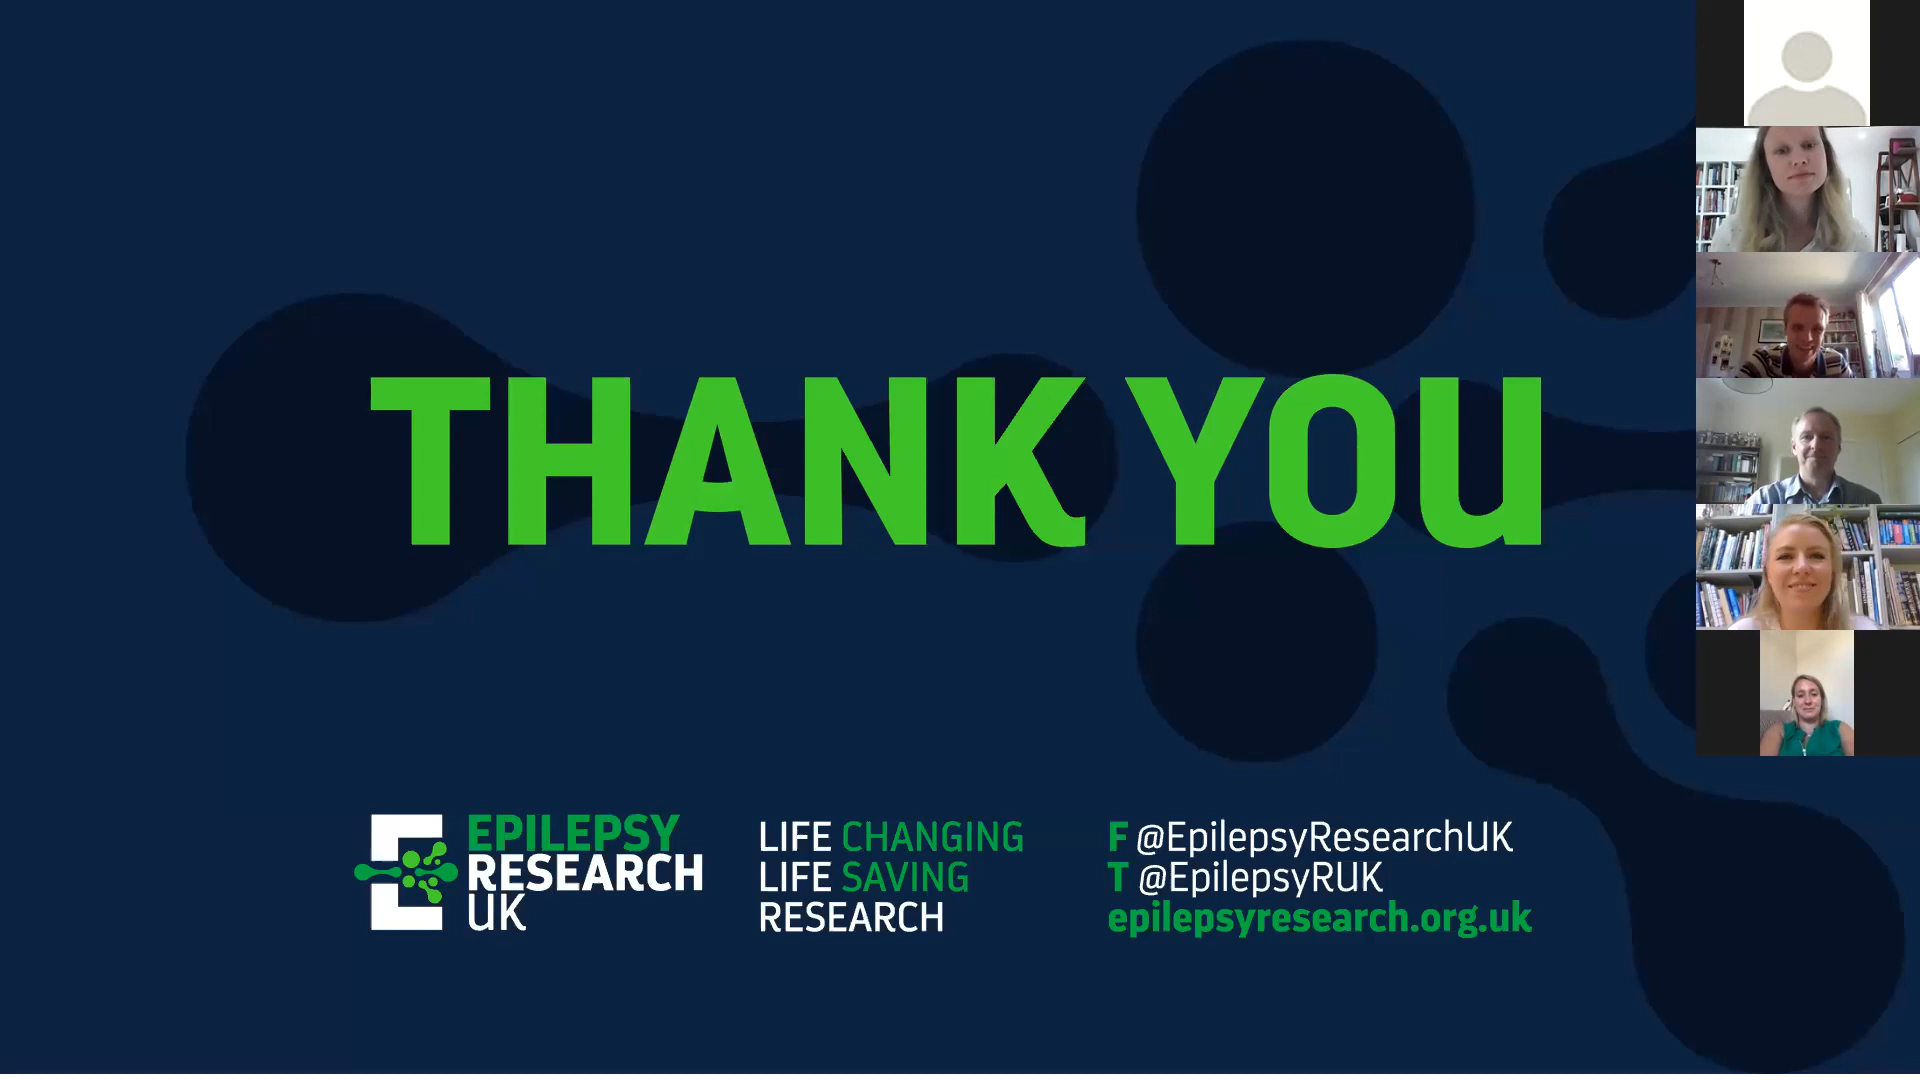 THANK YOU
EPILEPSY
RESEARCH
UK
LIFE CHANGING
LIFE SAVING
RESEARCH
F @EpilepsyResearchUK
T @EpilepsyRUK
epilepsyresearch.org.uk